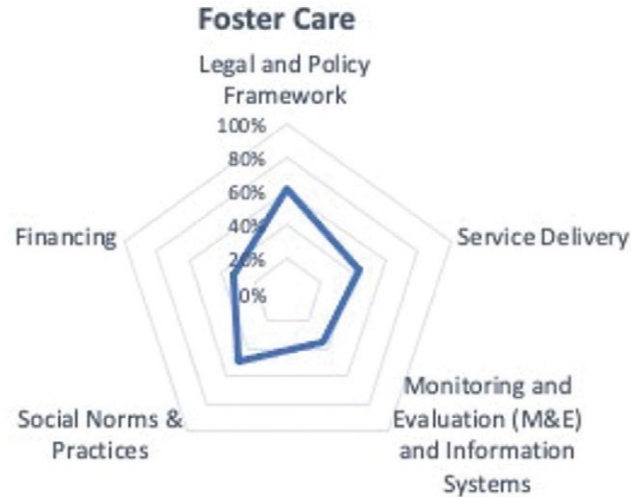 Foster Care
Legal and Policy
Framework
100%
80%
60%
40%
20%
0%
Financing
Service Delivery
Social Norms &
Practices
Monitoring and
Evaluation (M&E)
and Information
Systems